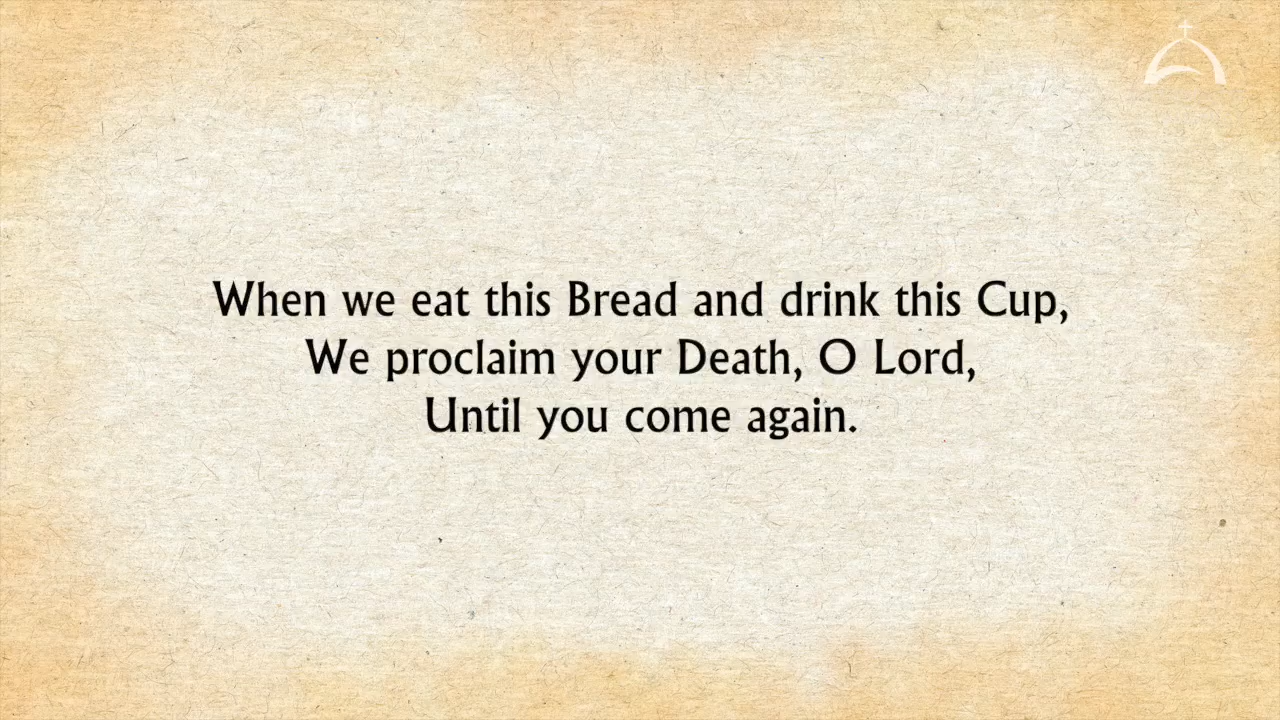 When we eat this Bread and drink this Cup,
We proclaim your Death, O Lord,
Until you come again.